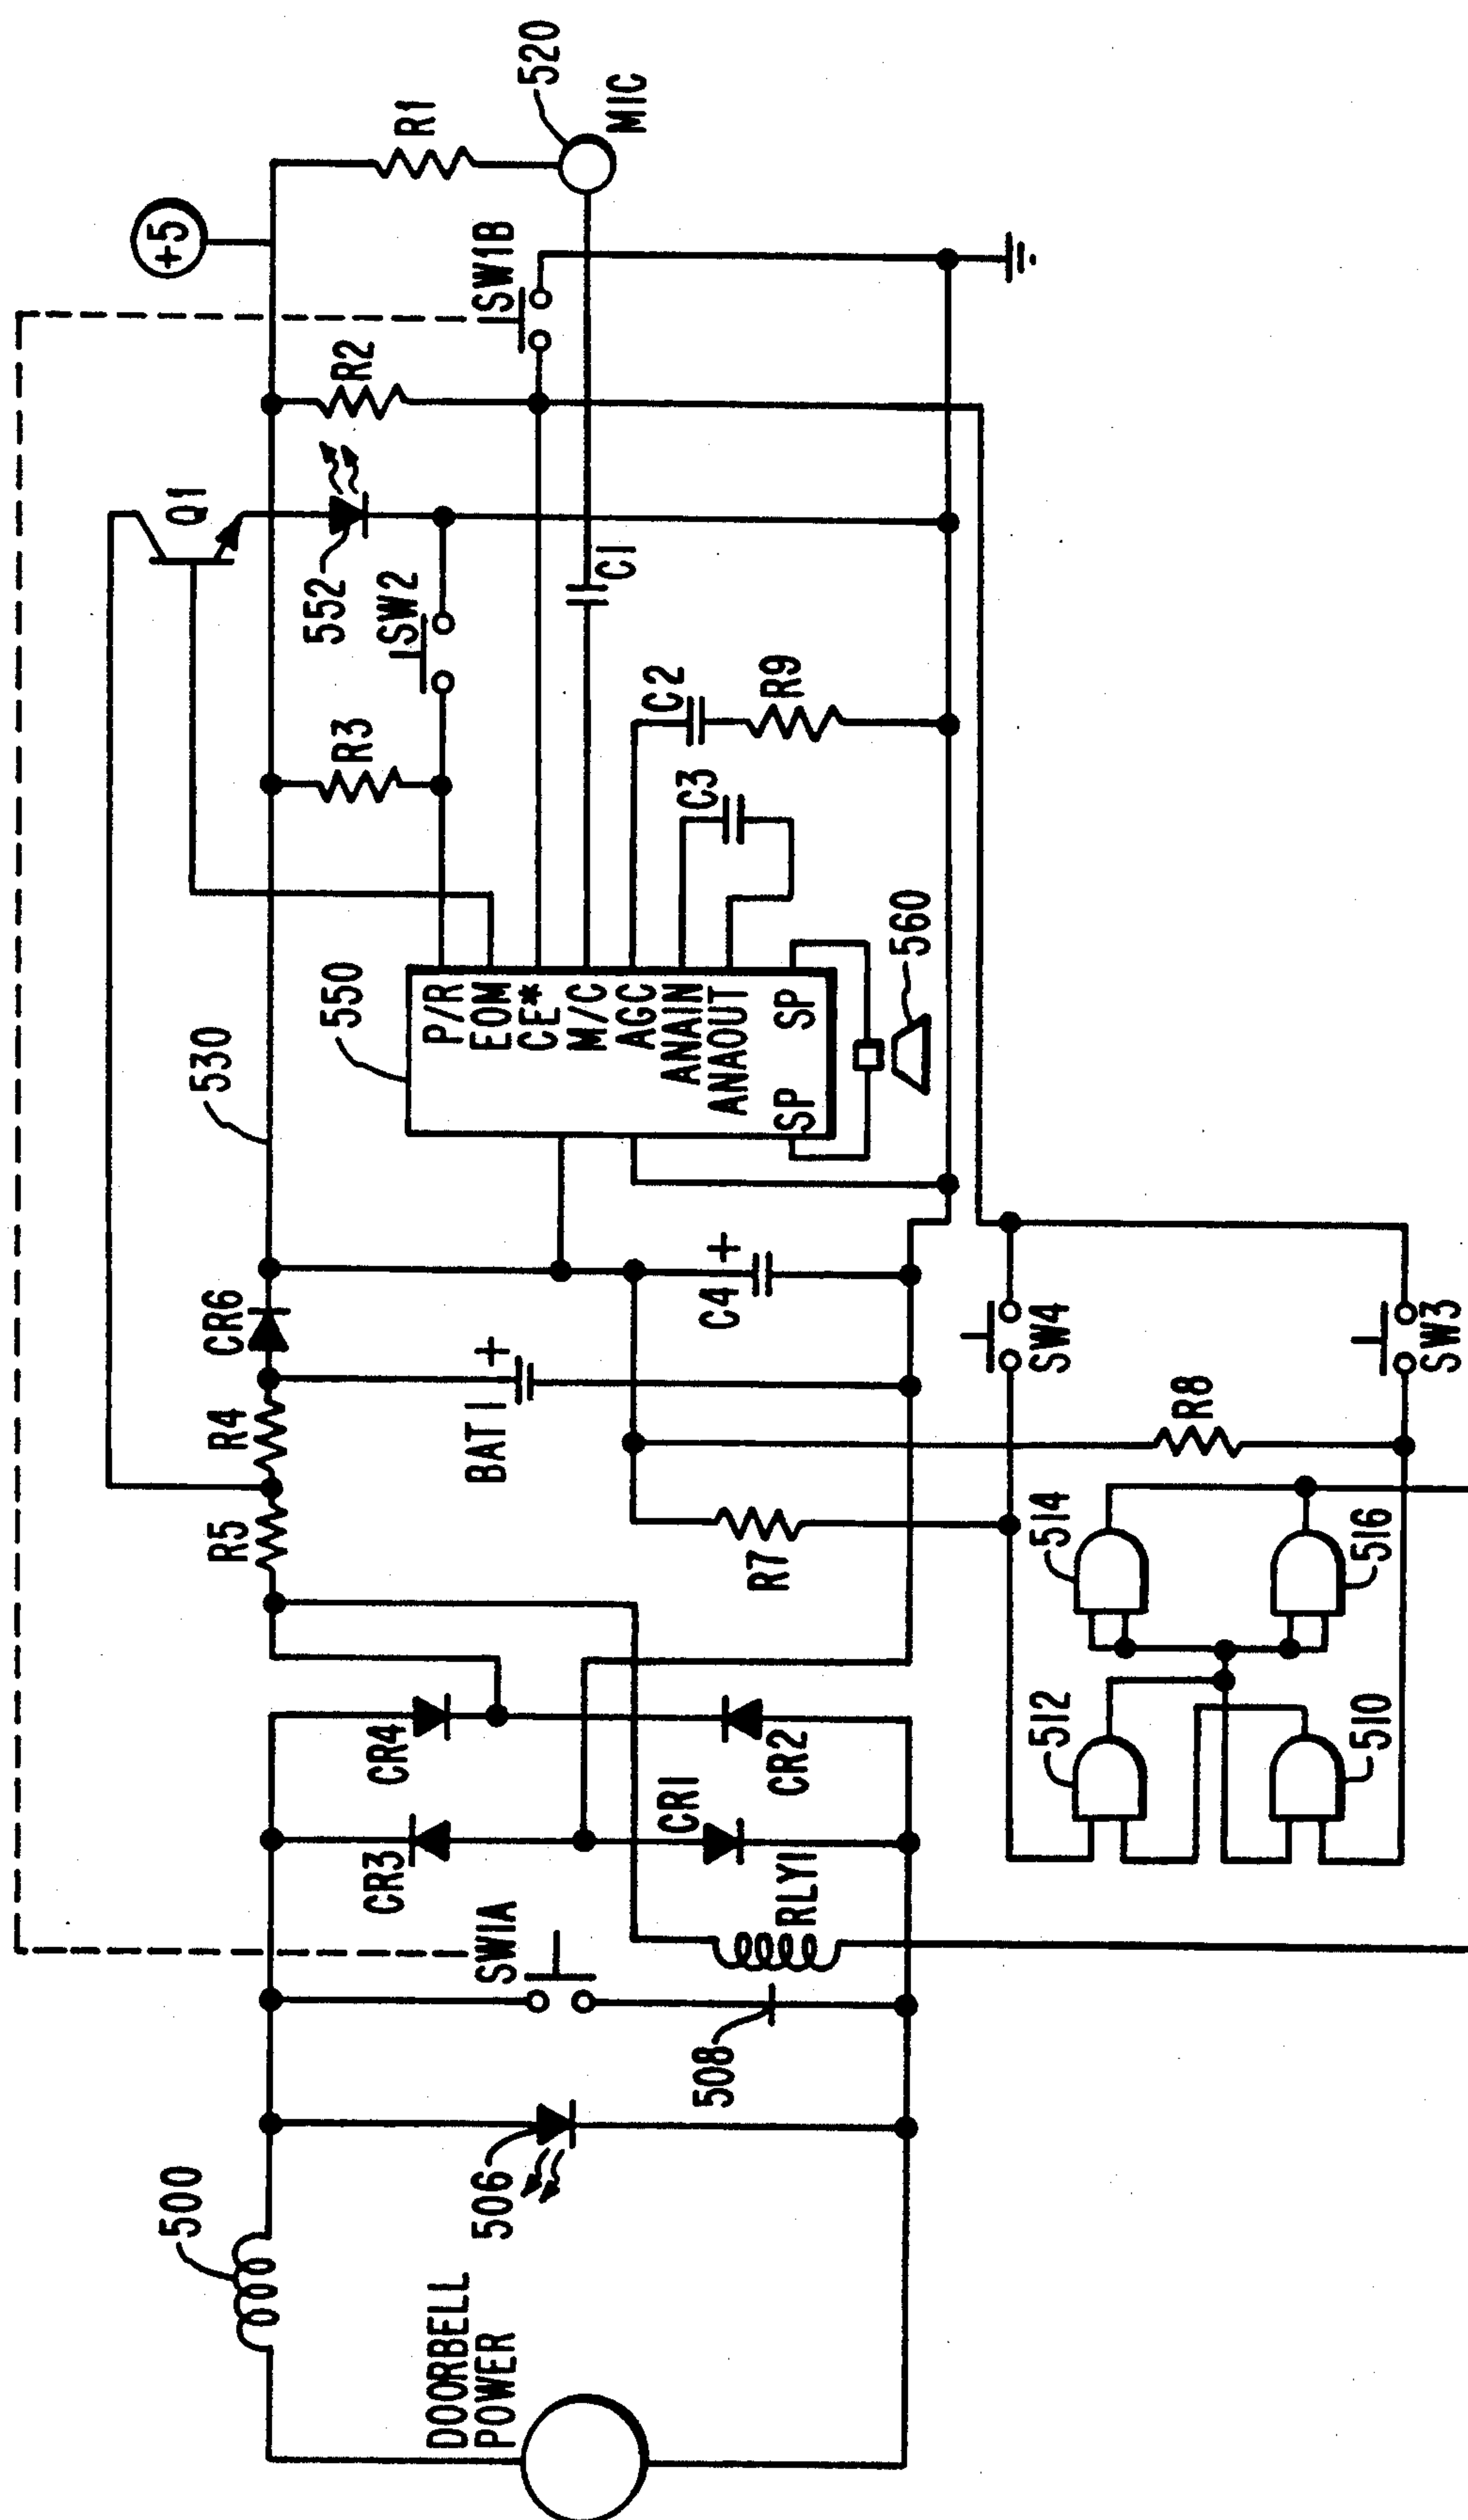 500
DOORBELL
POWER
506
508
SW1A
RLY1
CR3
CR4
CR1
CR2
R5
R4
CR6
BAT1
+
C4
+
R7
R8
530
550
P/R
EOM
CE*
M/C
AGC
ANAIN
ANAOUT
SP
SP
560
C3
C2
R9
R3
SW2
552
Q1
C1
R2
SW1B
+5
R1
520
MIC
512
514
510
516
SW4
SW3